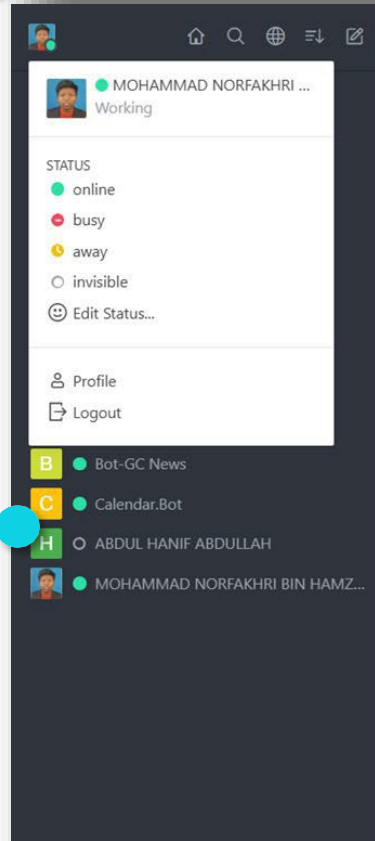 MOHAMMAD NORFAKHRI ...
Working
STATUS
online
busy
away
invisible
Edit Status...
Profile
Logout
B Bot-GC News
C Calendar.Bot
H ABDUL HANIF ABDULLAH
MOHAMMAD NORFAKHRI BIN HAMZ...